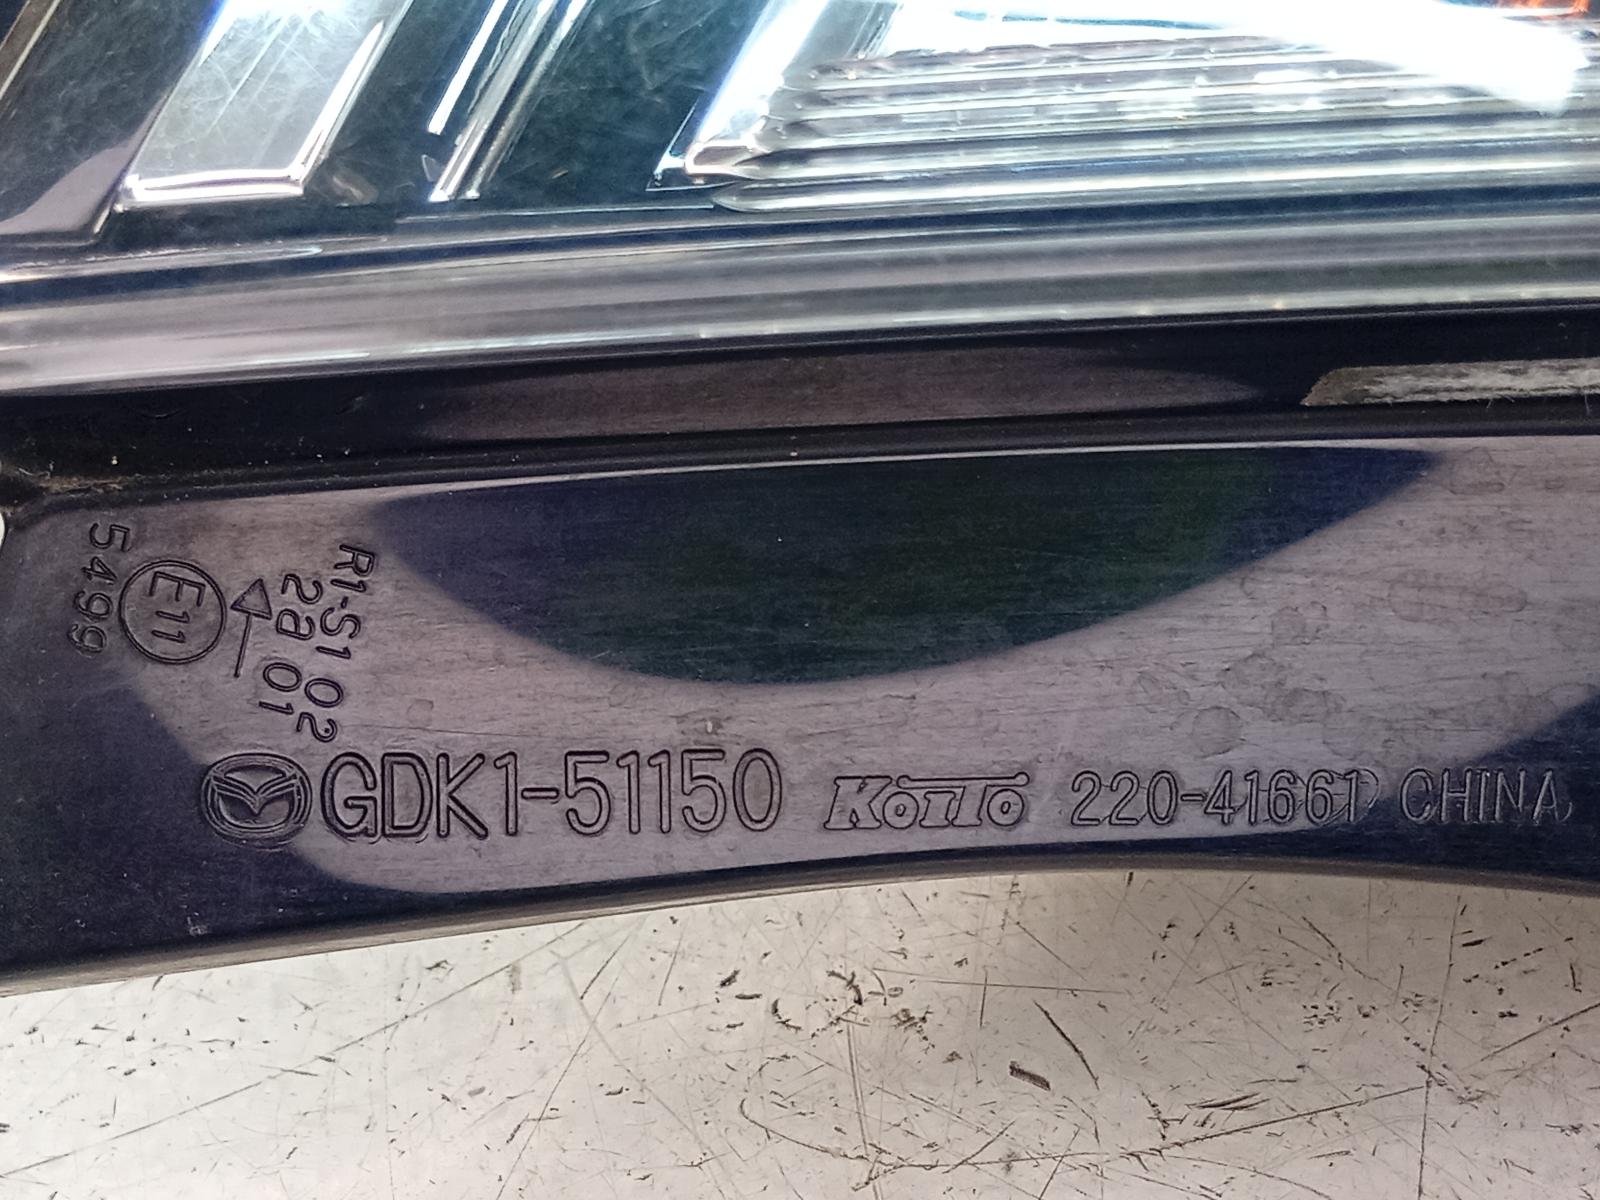 R1-S1 02
2a 01
E11
5499
GDK1-51150 KOITO 220-41661 CHINA